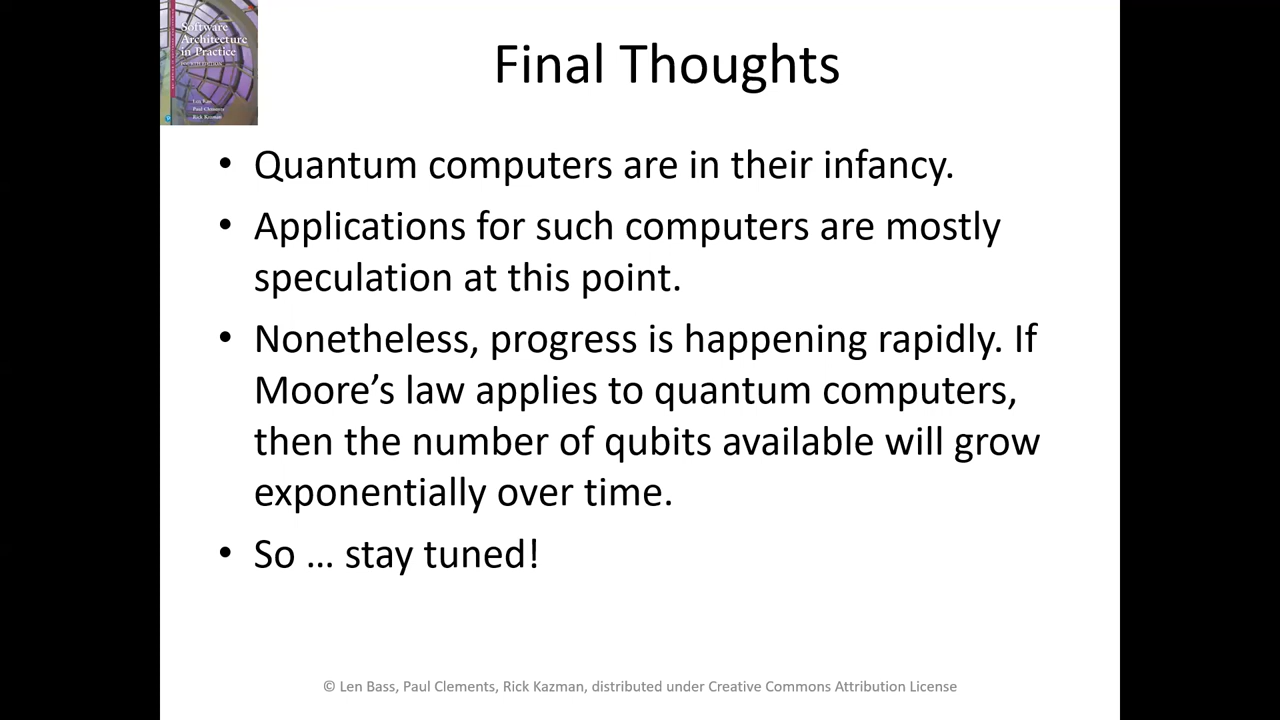 Software
Architecture
in Practice
FOURTH EDITION
Len Bass
Paul Clements
Rick Kazman
Final Thoughts
• Quantum computers are in their infancy.
• Applications for such computers are mostly
speculation at this point.
• Nonetheless, progress is happening rapidly. If
Moore’s law applies to quantum computers,
then the number of qubits available will grow
exponentially over time.
• So … stay tuned!
© Len Bass, Paul Clements, Rick Kazman, distributed under Creative Commons Attribution License